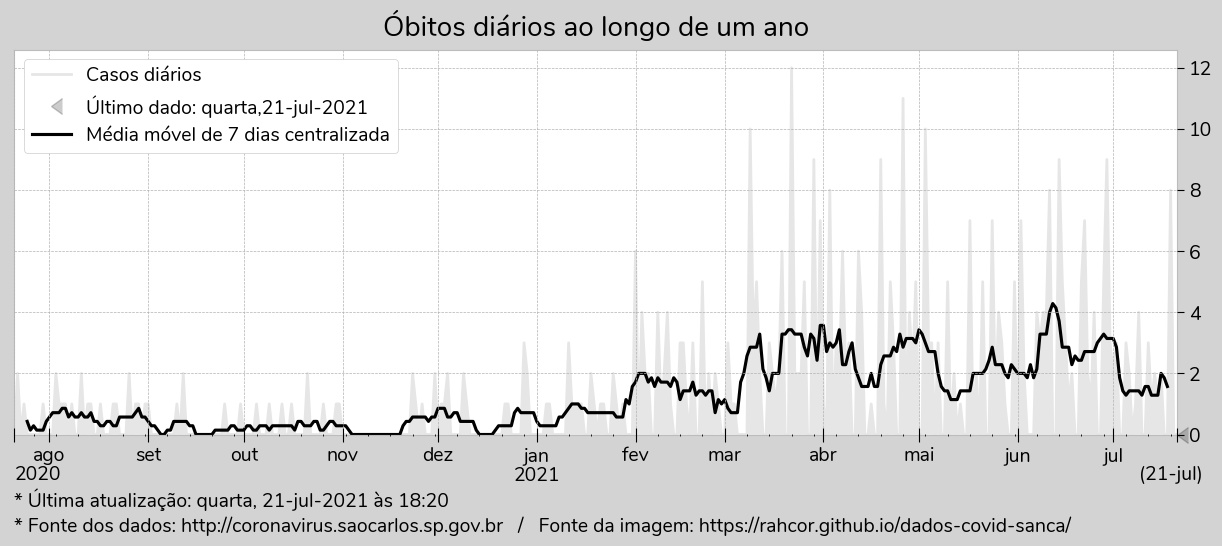 Óbitos diários ao longo de um ano
Casos diários
Último dado: quarta,21-jul-2021
Média móvel de 7 dias centralizada
12
10
8
6
4
2
0
ago set out nov dez jan fev mar abr mai jun jul
2020 2021 (21-jul)
* Última atualização: quarta, 21-jul-2021 às 18:20
* Fonte dos dados: http://coronavirus.saocarlos.sp.gov.br / Fonte da imagem: https://rahcor.github.io/dados-covid-sanca/